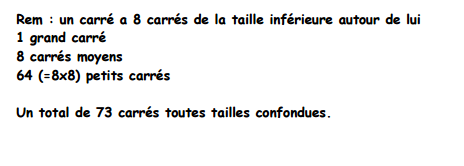 Rem : un carré a 8 carrés de la taille inférieure autour de lui
1 grand carré
8 carrés moyens
64 (=8x8) petits carrés
Un total de 73 carrés toutes tailles confondues.